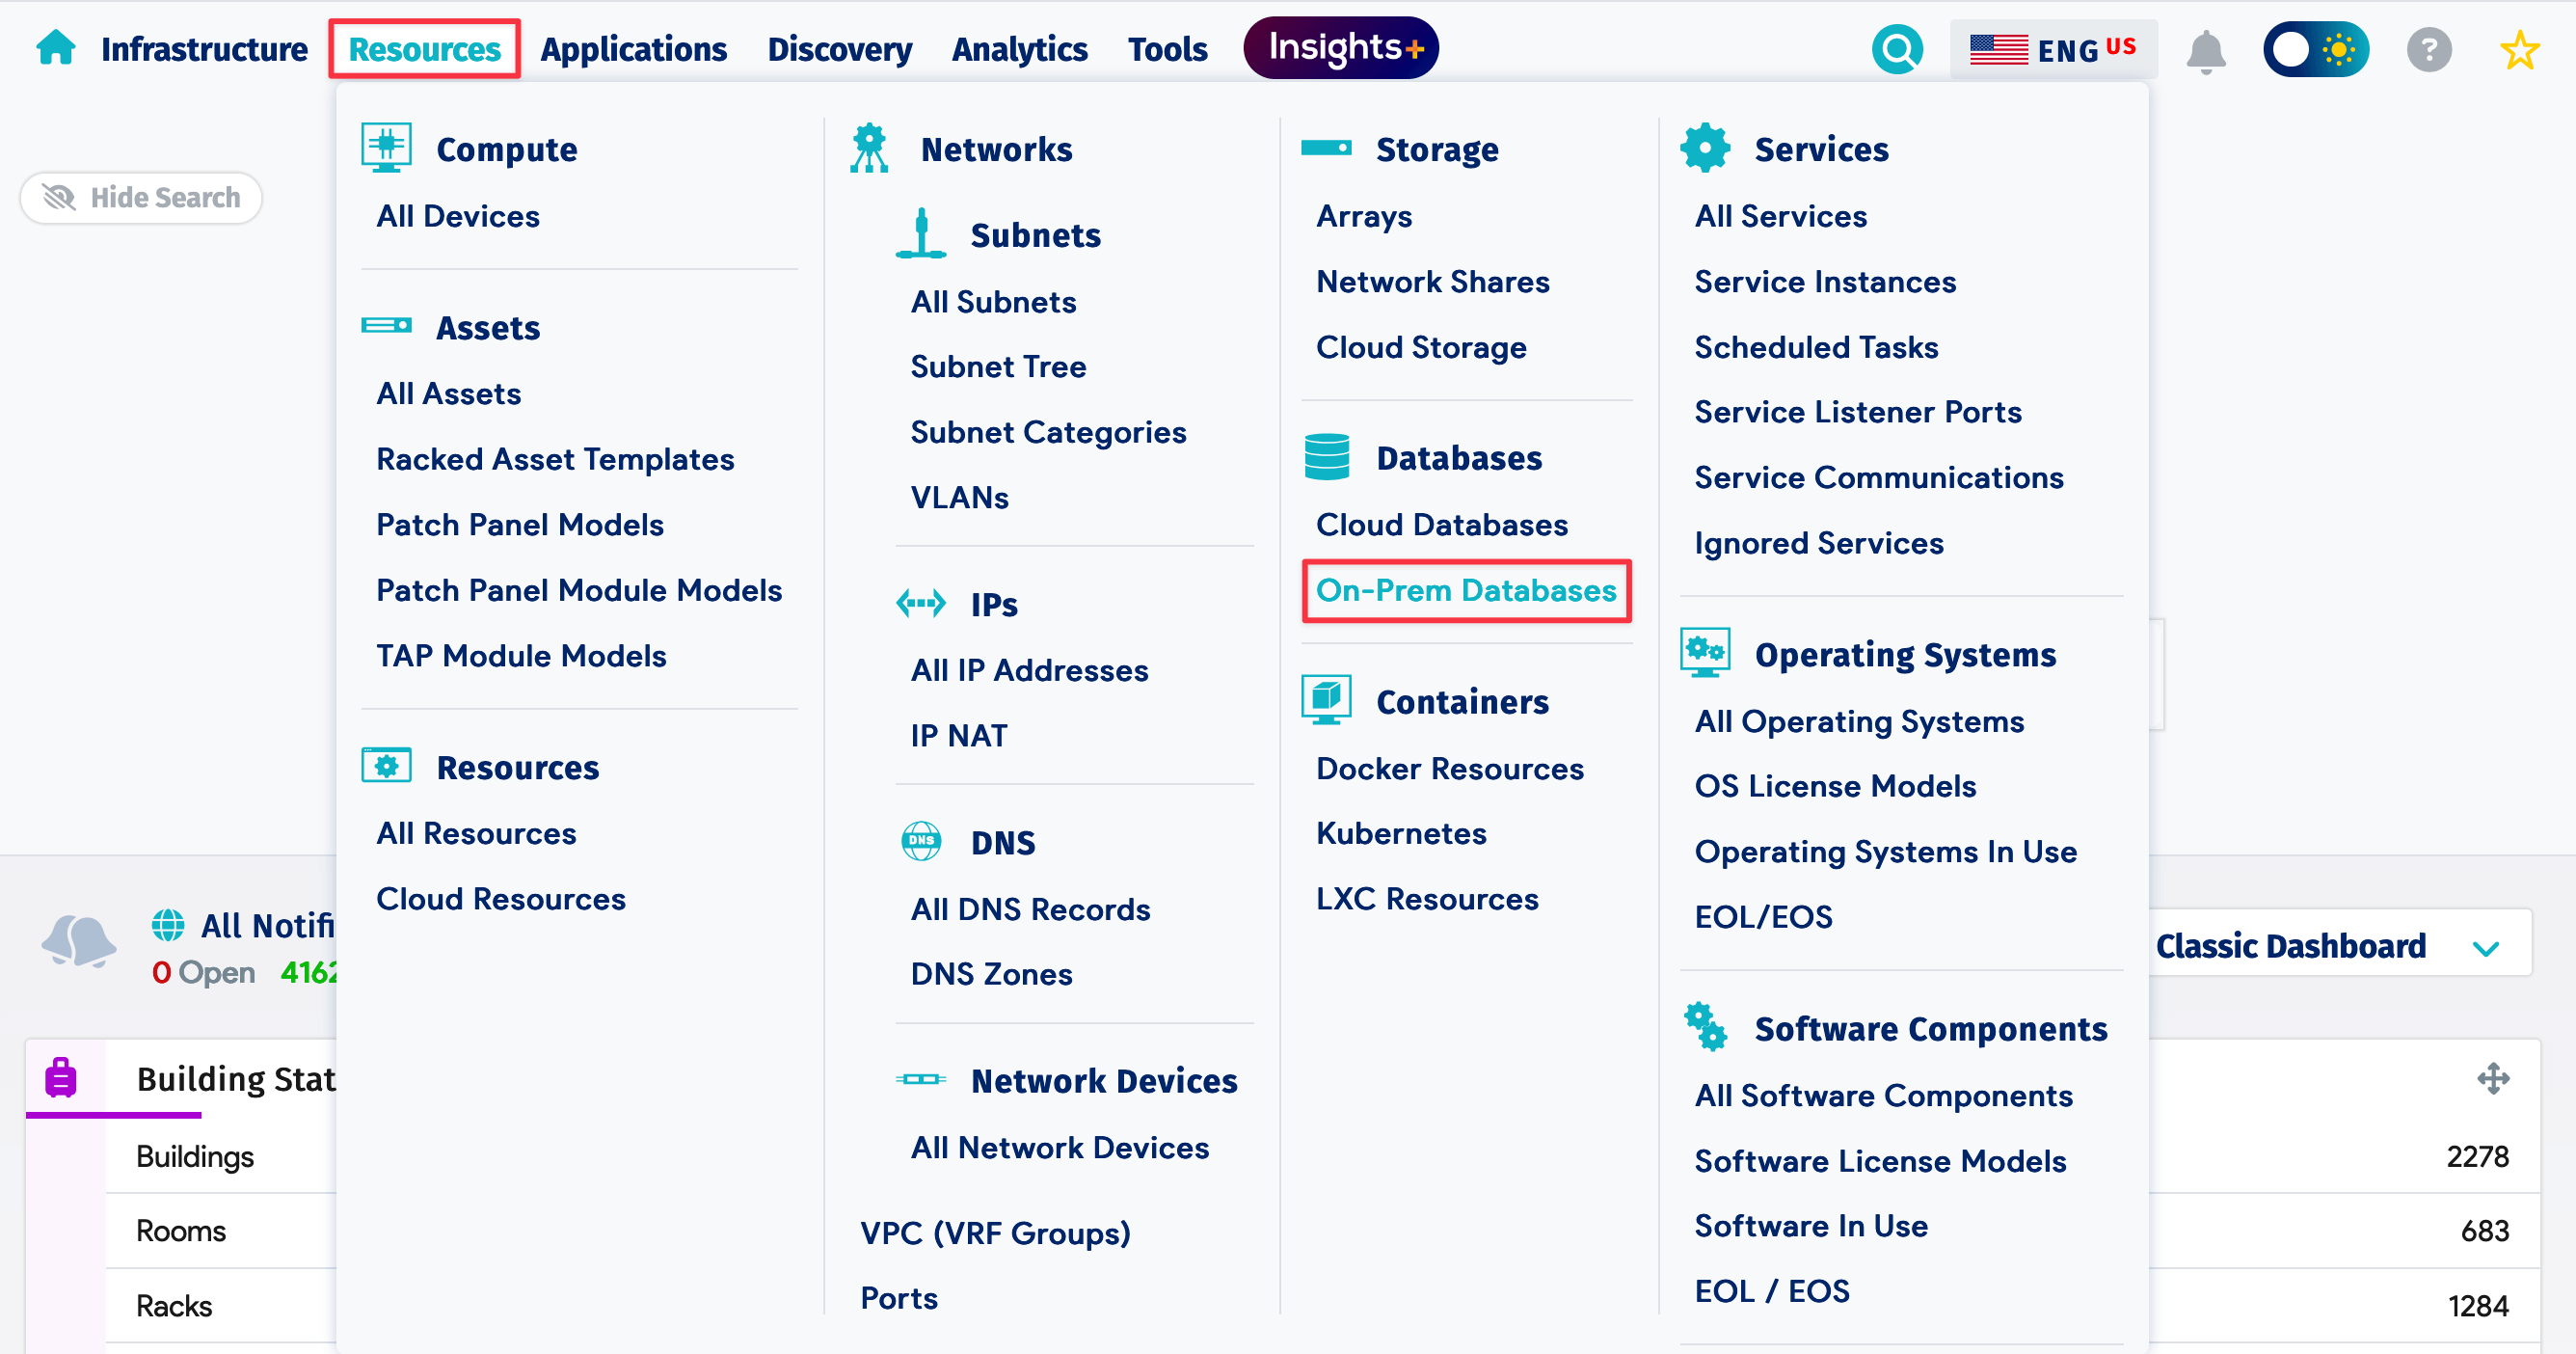 Infrastructure Resources Applications Discovery Analytics Tools Insights+ ENG US ?
Hide Search
Compute
All Devices
Assets
All Assets
Racked Asset Templates
Patch Panel Models
Patch Panel Module Models
TAP Module Models
Resources
All Resources
Cloud Resources
Networks
Subnets
All Subnets
Subnet Tree
Subnet Categories
VLANs
IPs
All IP Addresses
IP NAT
DNS
DNS
All DNS Records
DNS Zones
Network Devices
All Network Devices
VPC (VRF Groups)
Ports
Storage
Arrays
Network Shares
Cloud Storage
Databases
Cloud Databases
On-Prem Databases
Containers
Docker Resources
Kubernetes
LXC Resources
Services
All Services
Service Instances
Scheduled Tasks
Service Listener Ports
Service Communications
Ignored Services
Operating Systems
All Operating Systems
OS License Models
Operating Systems In Use
EOL/EOS
Software Components
All Software Components
Software License Models
Software In Use
EOL / EOS
All Notifi
0 Open 4162
Classic Dashboard
Building Stat
Buildings 2278
Rooms 683
Racks 1284